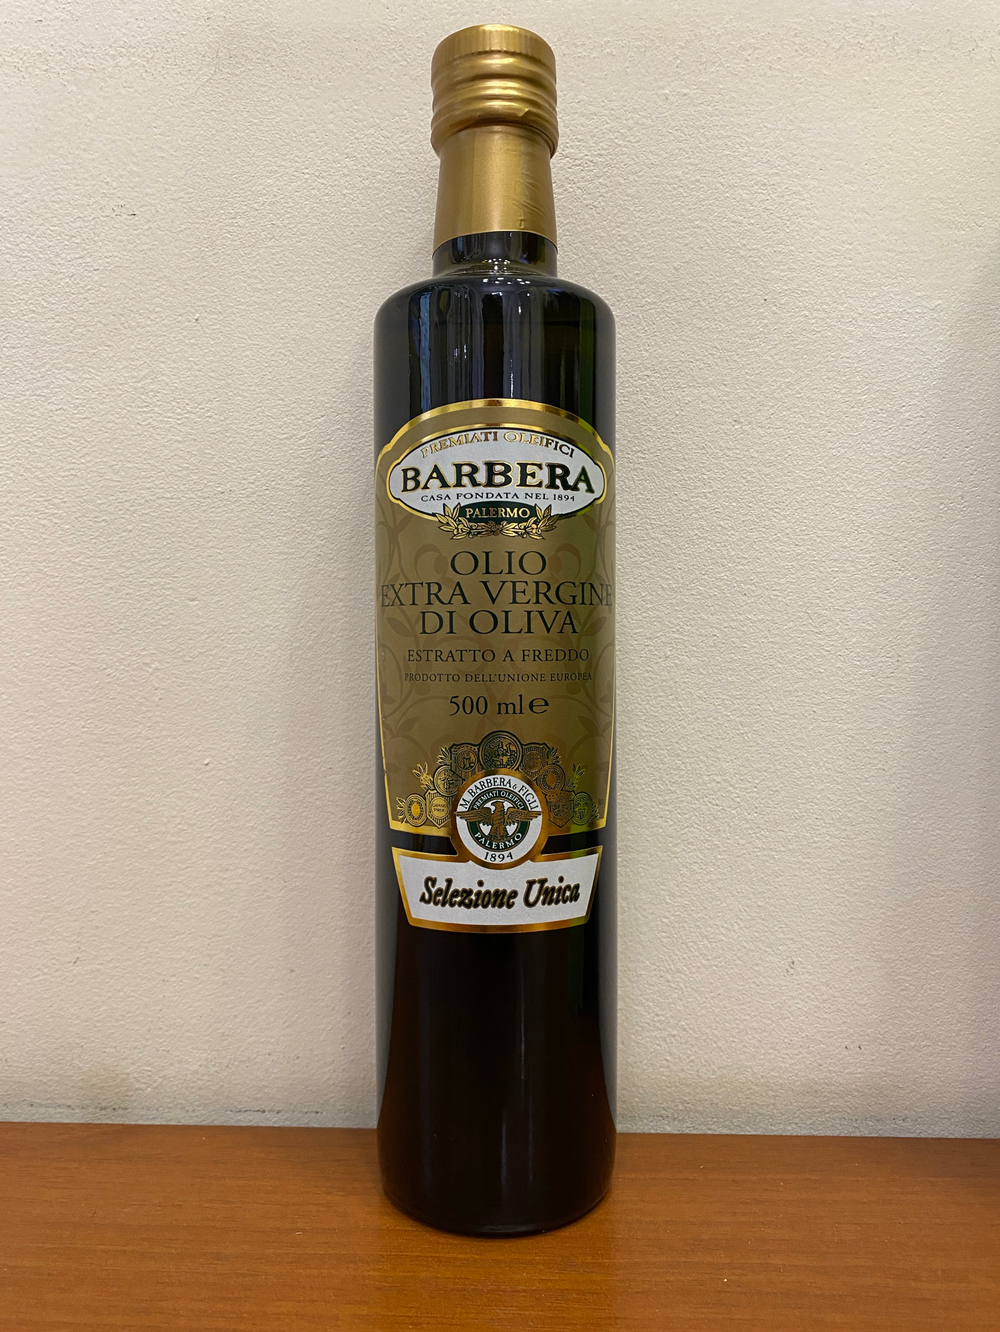 PREMIATI OLEIFICI
BARBERA
CASA FONDATA NEL 1894
PALERMO
OLIO
EXTRA VERGINE
DI OLIVA
ESTRATTO A FREDDO
PRODOTTO DELL'UNIONE EUROPEA
500 ml e
M. BARBERA & FIGLI
PREMIATI OLEIFICI
PALERMO
1894
Selezione Unica